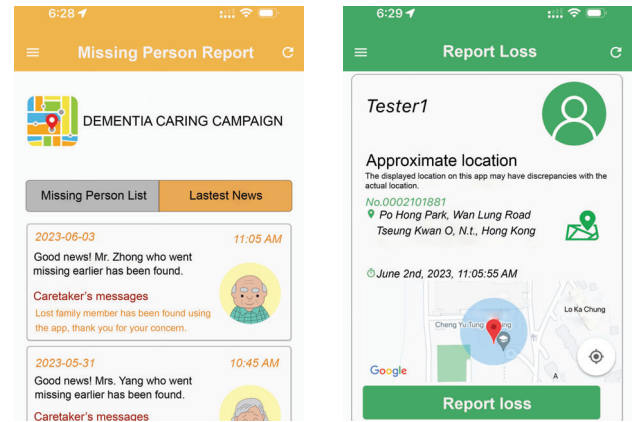 6:28
Missing Person Report
DEMENTIA CARING CAMPAIGN
Missing Person List
Lastest News
2023-06-03
11:05 AM
Good news! Mr. Zhong who went
missing earlier has been found.
Caretaker's messages
Lost family member has been found using
the app, thank you for your concern.
2023-05-31
10:45 AM
Good news! Mrs. Yang who went
missing earlier has been found.
Caretaker's messages
6:29
Report Loss
Tester1
Approximate location
The displayed location on this app may have discrepancies with the
actual location.
No.0002101881
Po Hong Park, Wan Lung Road
Tseung Kwan O, N.t., Hong Kong
June 2nd, 2023, 11:05:55 AM
Lo Ka Chung
Cheng Yu Tung
Google
A
Report loss